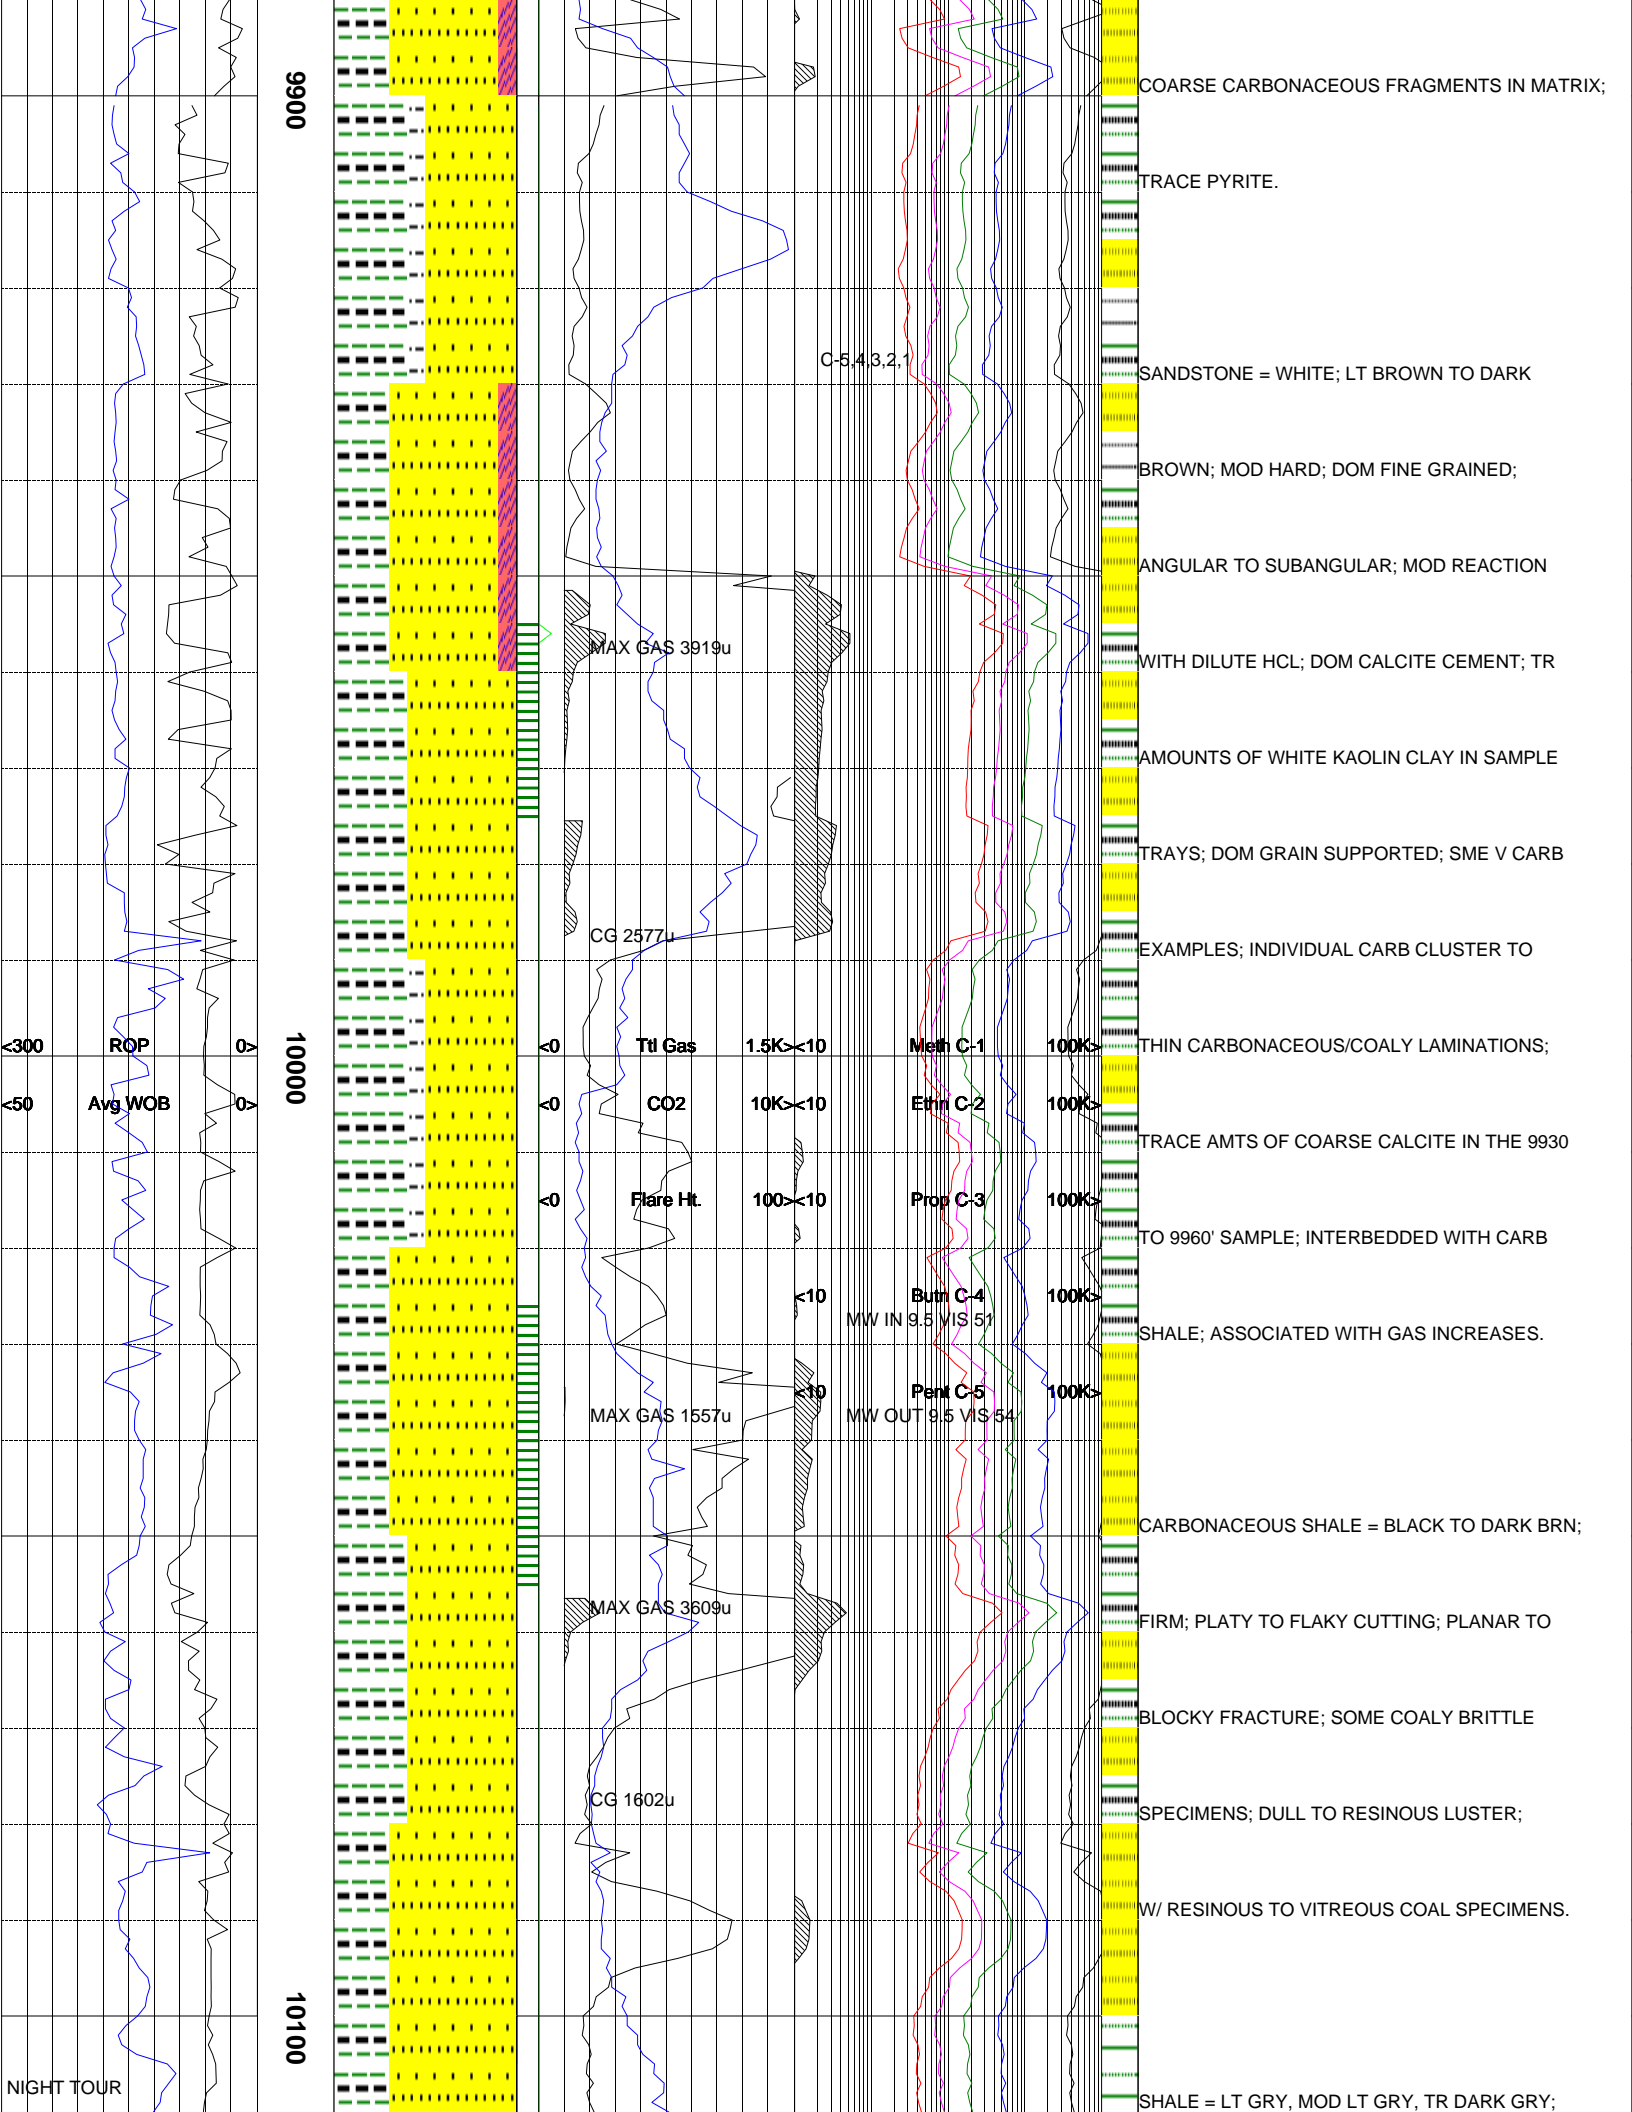 9900
COARSE CARBONACEOUS FRAGMENTS IN MATRIX;
TRACE PYRITE.
C-5,4,3,2,1
SANDSTONE = WHITE; LT BROWN TO DARK
BROWN; MOD HARD; DOM FINE GRAINED;
ANGULAR TO SUBANGULAR; MOD REACTION
MAX GAS 3919u
WITH DILUTE HCL; DOM CALCITE CEMENT; TR
AMOUNTS OF WHITE KAOLIN CLAY IN SAMPLE
TRAYS; DOM GRAIN SUPPORTED; SME V CARB
CG 2577u
EXAMPLES; INDIVIDUAL CARB CLUSTER TO
<300 ROP 0>
10000
<0 Ttl Gas 1.5K>
<10 Meth C-1 100K>
THIN CARBONACEOUS/COALY LAMINATIONS;
<50 Avg WOB 0>
<0 CO2 10K>
<10 Ethn C-2 100K>
TRACE AMTS OF COARSE CALCITE IN THE 9930
<0 Flare Ht. 100>
<10 Prop C-3 100K>
TO 9960' SAMPLE; INTERBEDDED WITH CARB
<10 Butn C-4 100K>
MW IN 9.5 VIS 51
SHALE; ASSOCIATED WITH GAS INCREASES.
<10 Pent C-5 100K>
MAX GAS 1557u
MW OUT 9.5 VIS 54
CARBONACEOUS SHALE = BLACK TO DARK BRN;
MAX GAS 3609u
FIRM; PLATY TO FLAKY CUTTING; PLANAR TO
BLOCKY FRACTURE; SOME COALY BRITTLE
CG 1602u
SPECIMENS; DULL TO RESINOUS LUSTER;
W/ RESINOUS TO VITREOUS COAL SPECIMENS.
10100
NIGHT TOUR
SHALE = LT GRY, MOD LT GRY, TR DARK GRY;